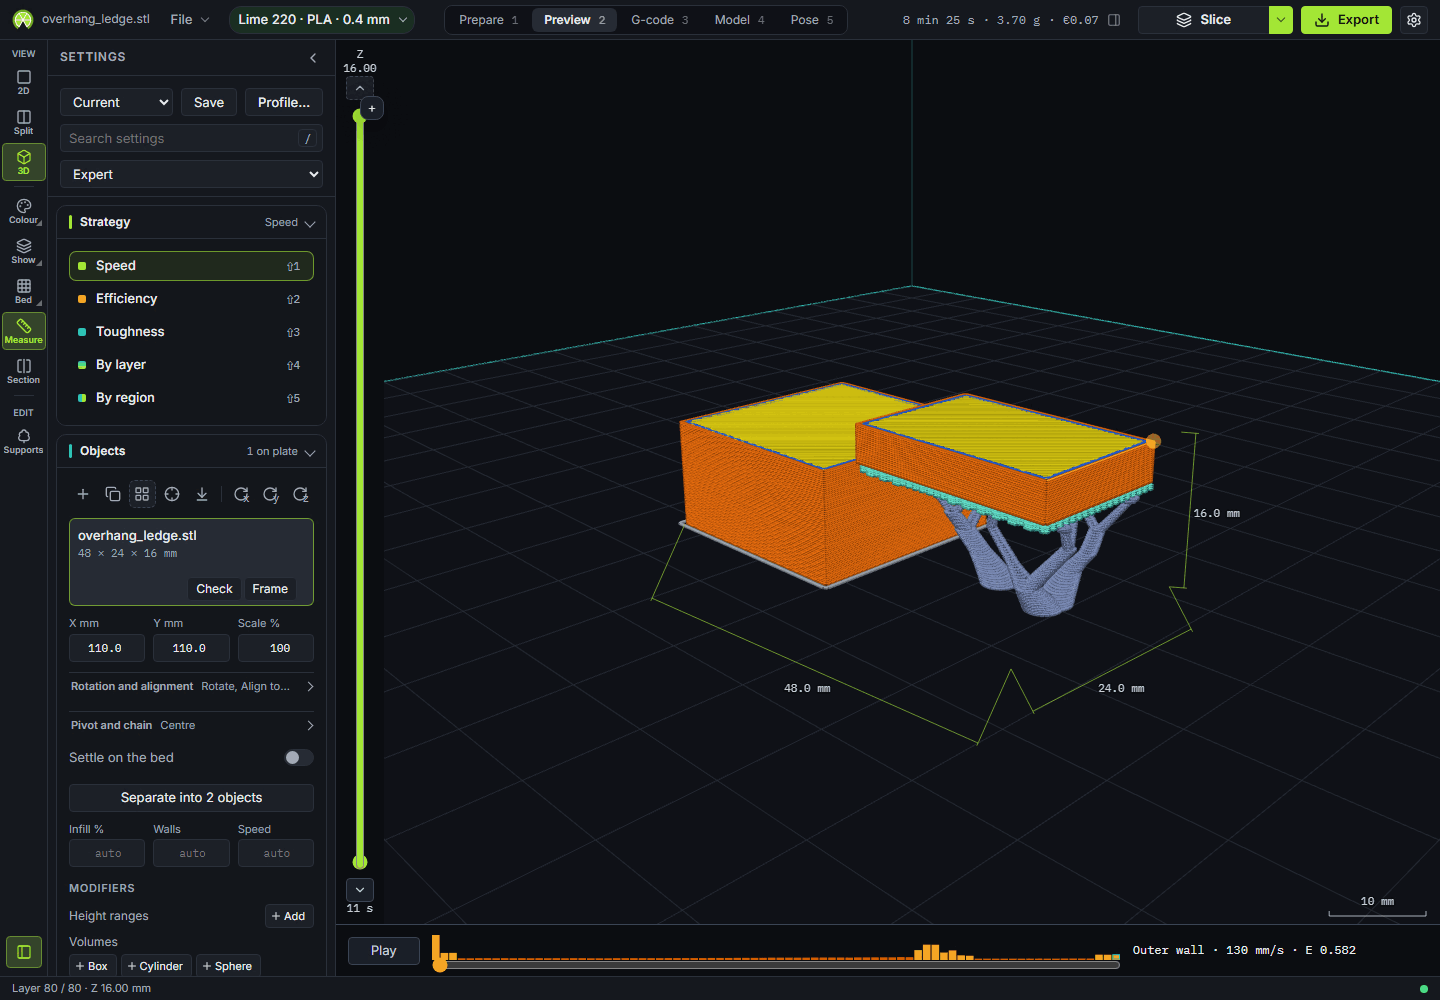 overhang_ledge.stl
File
Lime 220 · PLA · 0.4 mm
Prepare 1
Preview 2
G-code 3
Model 4
Pose 5
8 min 25 s · 3.70 g · €0.07
Slice
Export
VIEW
2D
Split
3D
Colour
Show
Bed
Measure
Section
EDIT
Supports
SETTINGS
Current
Save
Profile...
Search settings /
Expert
Strategy Speed
Speed ⇧1
Efficiency ⇧2
Toughness ⇧3
By layer ⇧4
By region ⇧5
Objects 1 on plate
x y z
overhang_ledge.stl
48 × 24 × 16 mm
Check Frame
X mm Y mm Scale %
110.0 110.0 100
Rotation and alignment Rotate, Align to...
Pivot and chain Centre
Settle on the bed
Separate into 2 objects
Infill % Walls Speed
auto auto auto
MODIFIERS
Height ranges + Add
Volumes
+ Box + Cylinder + Sphere
Z
16.00
+
11 s
16.0 mm
48.0 mm
24.0 mm
10 mm
Play
Outer wall · 130 mm/s · E 0.582
Layer 80 / 80 · Z 16.00 mm